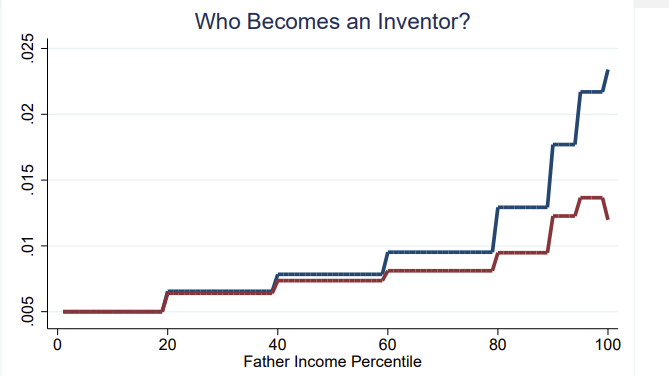 Who Becomes an Inventor?
.025
.02
.015
.01
.005
0 20 40 60 80 100
Father Income Percentile